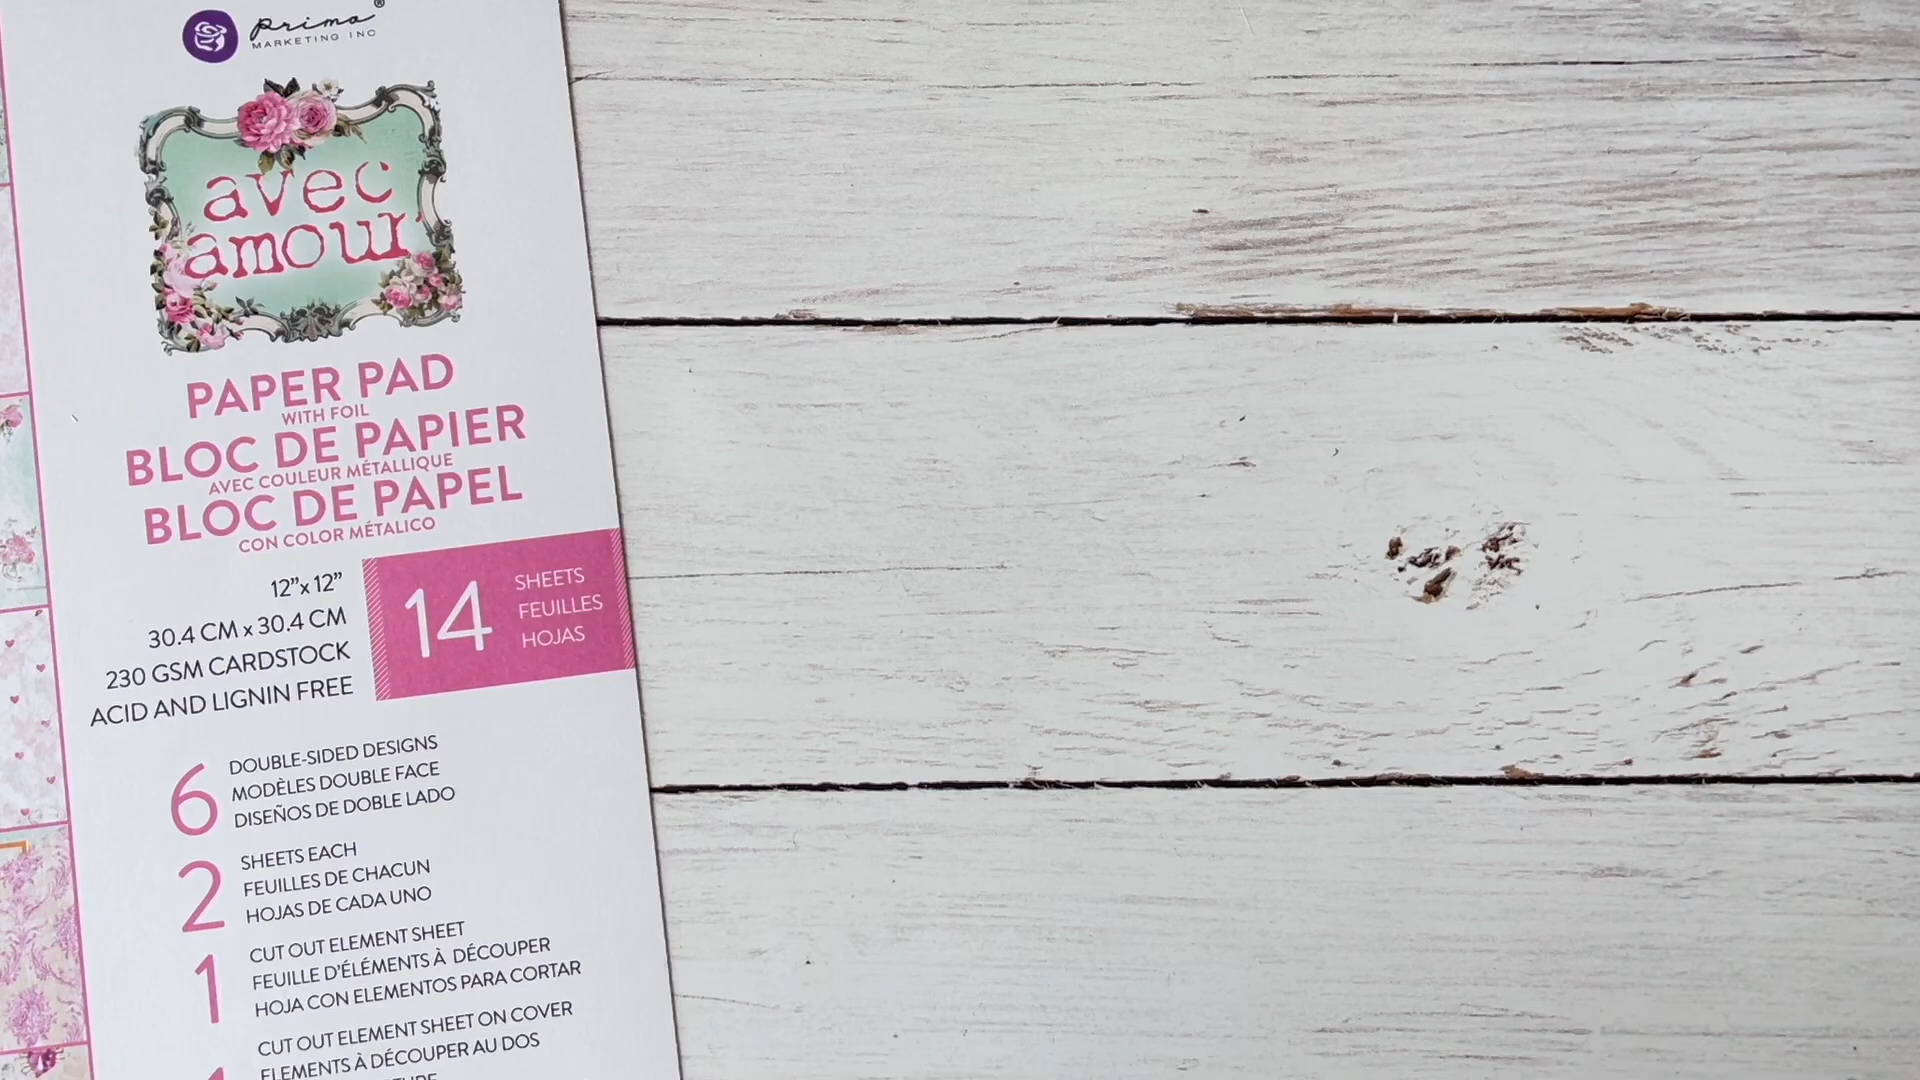 prima®
MARKETING INC
avec
amour
PAPER PAD
WITH FOIL
BLOC DE PAPIER
AVEC COULEUR MÉTALLIQUE
BLOC DE PAPEL
CON COLOR MÉTALICO
12”x 12”
30.4 CM x 30.4 CM
230 GSM CARDSTOCK
ACID AND LIGNIN FREE
14
SHEETS
FEUILLES
HOJAS
6
DOUBLE-SIDED DESIGNS
MODÈLES DOUBLE FACE
DISEÑOS DE DOBLE LADO
2
SHEETS EACH
FEUILLES DE CHACUN
HOJAS DE CADA UNO
1
CUT OUT ELEMENT SHEET
FEUILLE D’ÉLÉMENTS À DÉCOUPER
HOJA CON ELEMENTOS PARA CORTAR
CUT OUT ELEMENT SHEET ON COVER
ELEMENTS À DÉCOUPER AU DOS